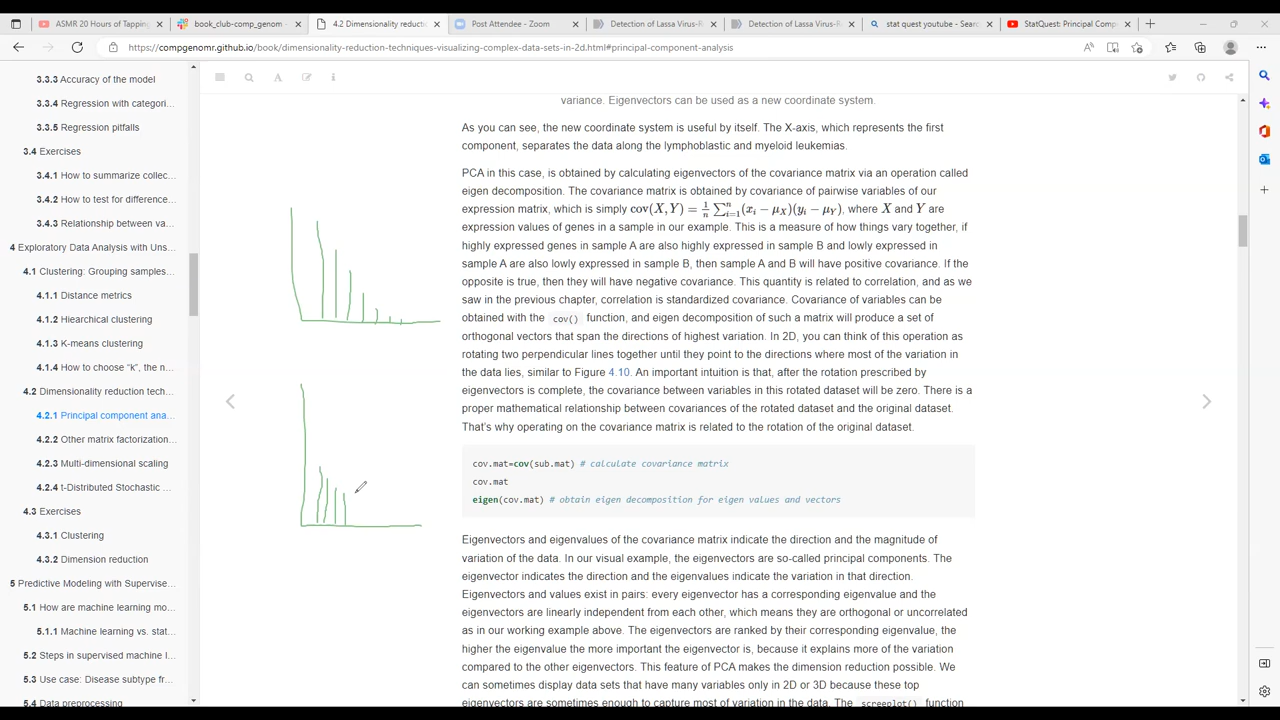 ASMR 20 Hours of Tapping
book_club-comp_genom
4.2 Dimensionality reducti
Post Attendee - Zoom
Detection of Lassa Virus-R
Detection of Lassa Virus-R
stat quest youtube - Sear
StatQuest: Principal Comp
https://compgenomr.github.io/book/dimensionality-reduction-techniques-visualizing-complex-data-sets-in-2d.html#principal-component-analysis
3.3.3 Accuracy of the model
3.3.4 Regression with categori...
3.3.5 Regression pitfalls
3.4 Exercises
3.4.1 How to summarize collec...
3.4.2 How to test for difference...
3.4.3 Relationship between va...
4 Exploratory Data Analysis with Uns...
4.1 Clustering: Grouping samples...
4.1.1 Distance metrics
4.1.2 Hiearchical clustering
4.1.3 K-means clustering
4.1.4 How to choose “k”, the n...
4.2 Dimensionality reduction tech...
4.2.1 Principal component ana...
4.2.2 Other matrix factorization...
4.2.3 Multi-dimensional scaling
4.2.4 t-Distributed Stochastic ...
4.3 Exercises
4.3.1 Clustering
4.3.2 Dimension reduction
5 Predictive Modeling with Supervise...
5.1 How are machine learning mo...
5.1.1 Machine learning vs. stat...
5.2 Steps in supervised machine l...
5.3 Use case: Disease subtype fr...
5.4 Data preprocessing
variance. Eigenvectors can be used as a new coordinate system.
As you can see, the new coordinate system is useful by itself. The X-axis, which represents the first
component, separates the data along the lymphoblastic and myeloid leukemias.
PCA in this case, is obtained by calculating eigenvectors of the covariance matrix via an operation called
eigen decomposition. The covariance matrix is obtained by covariance of pairwise variables of our
expression matrix, which is simply cov(X, Y) = 1/n ∑ⁿᵢ₌₁(xᵢ − μ_X)(yᵢ − μ_Y), where X and Y are
expression values of genes in a sample in our example. This is a measure of how things vary together, if
highly expressed genes in sample A are also highly expressed in sample B and lowly expressed in
sample A are also lowly expressed in sample B, then sample A and B will have positive covariance. If the
opposite is true, then they will have negative covariance. This quantity is related to correlation, and as we
saw in the previous chapter, correlation is standardized covariance. Covariance of variables can be
obtained with the cov() function, and eigen decomposition of such a matrix will produce a set of
orthogonal vectors that span the directions of highest variation. In 2D, you can think of this operation as
rotating two perpendicular lines together until they point to the directions where most of the variation in
the data lies, similar to Figure 4.10. An important intuition is that, after the rotation prescribed by
eigenvectors is complete, the covariance between variables in this rotated dataset will be zero. There is a
proper mathematical relationship between covariances of the rotated dataset and the original dataset.
That’s why operating on the covariance matrix is related to the rotation of the original dataset.
cov.mat=cov(sub.mat) # calculate covariance matrix
cov.mat
eigen(cov.mat) # obtain eigen decomposition for eigen values and vectors
Eigenvectors and eigenvalues of the covariance matrix indicate the direction and the magnitude of
variation of the data. In our visual example, the eigenvectors are so-called principal components. The
eigenvector indicates the direction and the eigenvalues indicate the variation in that direction.
Eigenvectors and values exist in pairs: every eigenvector has a corresponding eigenvalue and the
eigenvectors are linearly independent from each other, which means they are orthogonal or uncorrelated
as in our working example above. The eigenvectors are ranked by their corresponding eigenvalue, the
higher the eigenvalue the more important the eigenvector is, because it explains more of the variation
compared to the other eigenvectors. This feature of PCA makes the dimension reduction possible. We
can sometimes display data sets that have many variables only in 2D or 3D because these top
eigenvectors are sometimes enough to capture most of variation in the data. The screeplot() function